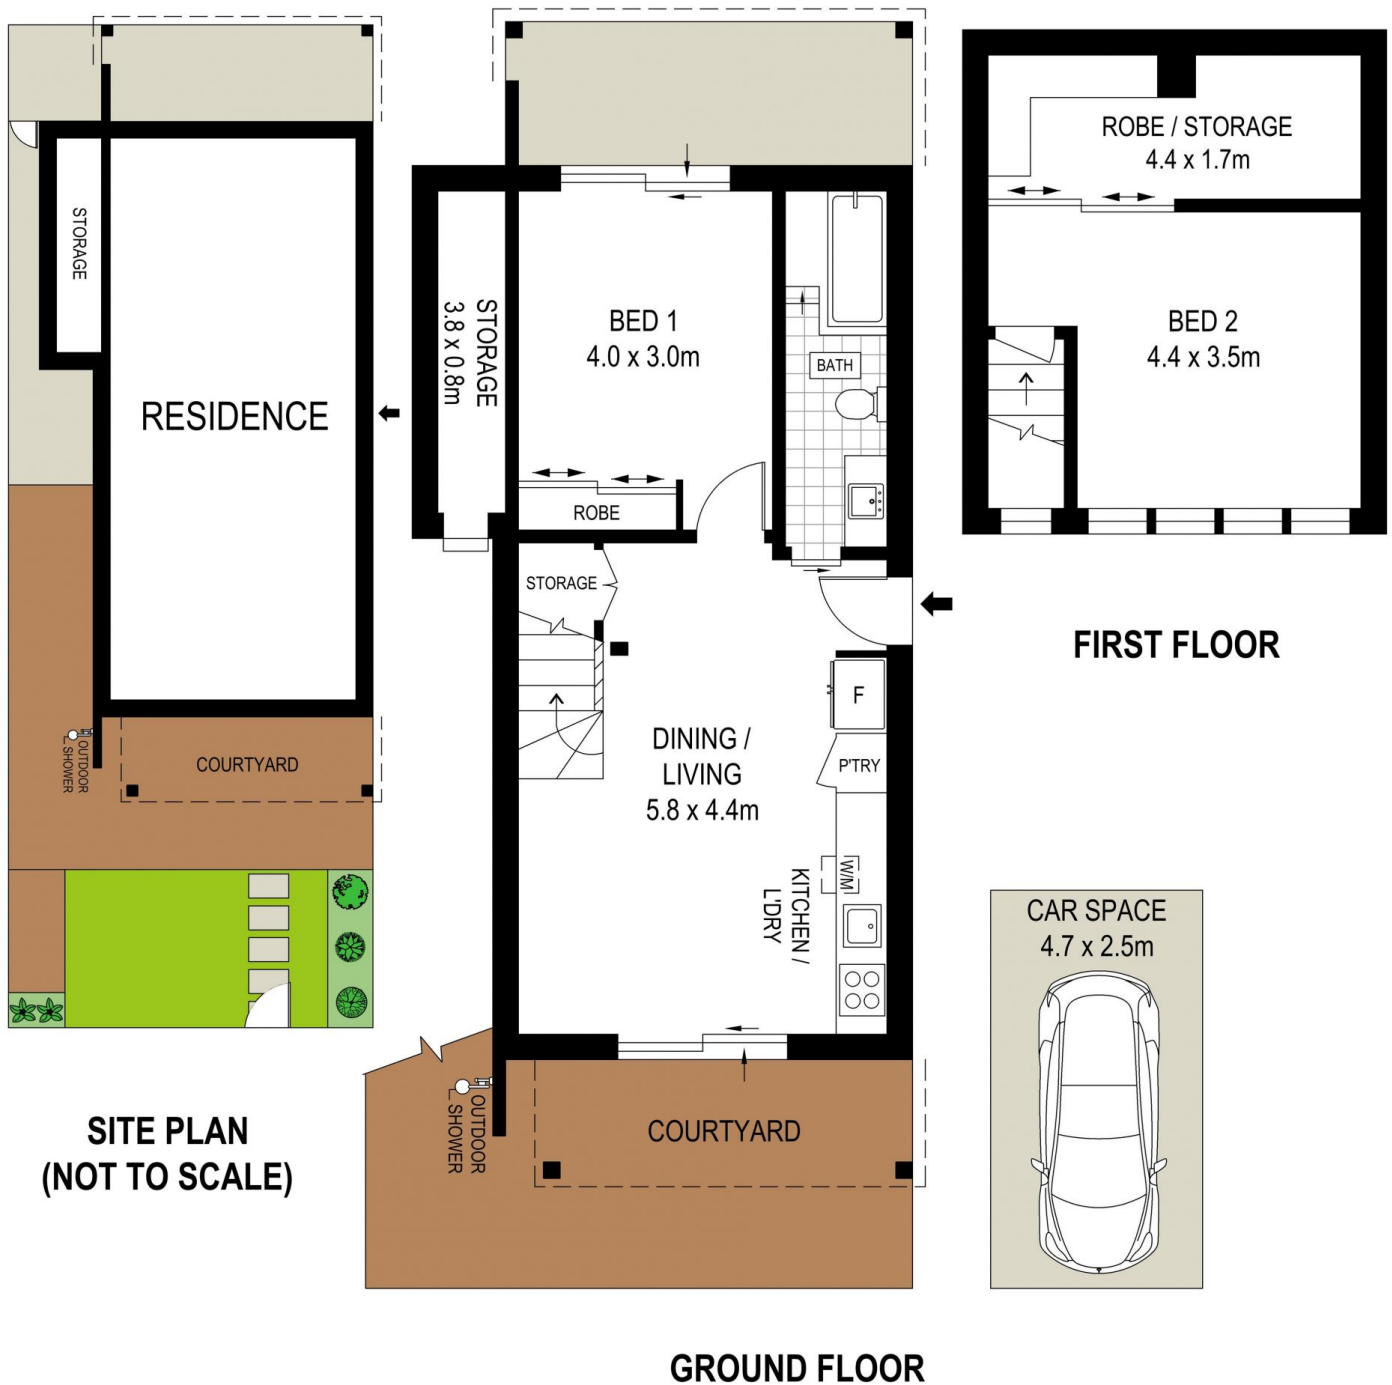 STORAGE
RESIDENCE
OUTDOOR
SHOWER
COURTYARD
SITE PLAN
(NOT TO SCALE)
STORAGE
3.8 x 0.8m
BED 1
4.0 x 3.0m
BATH
ROBE
STORAGE
F
P'TRY
DINING /
LIVING
5.8 x 4.4m
W/M
KITCHEN /
L'DRY
OUTDOOR
SHOWER
COURTYARD
GROUND FLOOR
ROBE / STORAGE
4.4 x 1.7m
BED 2
4.4 x 3.5m
FIRST FLOOR
CAR SPACE
4.7 x 2.5m